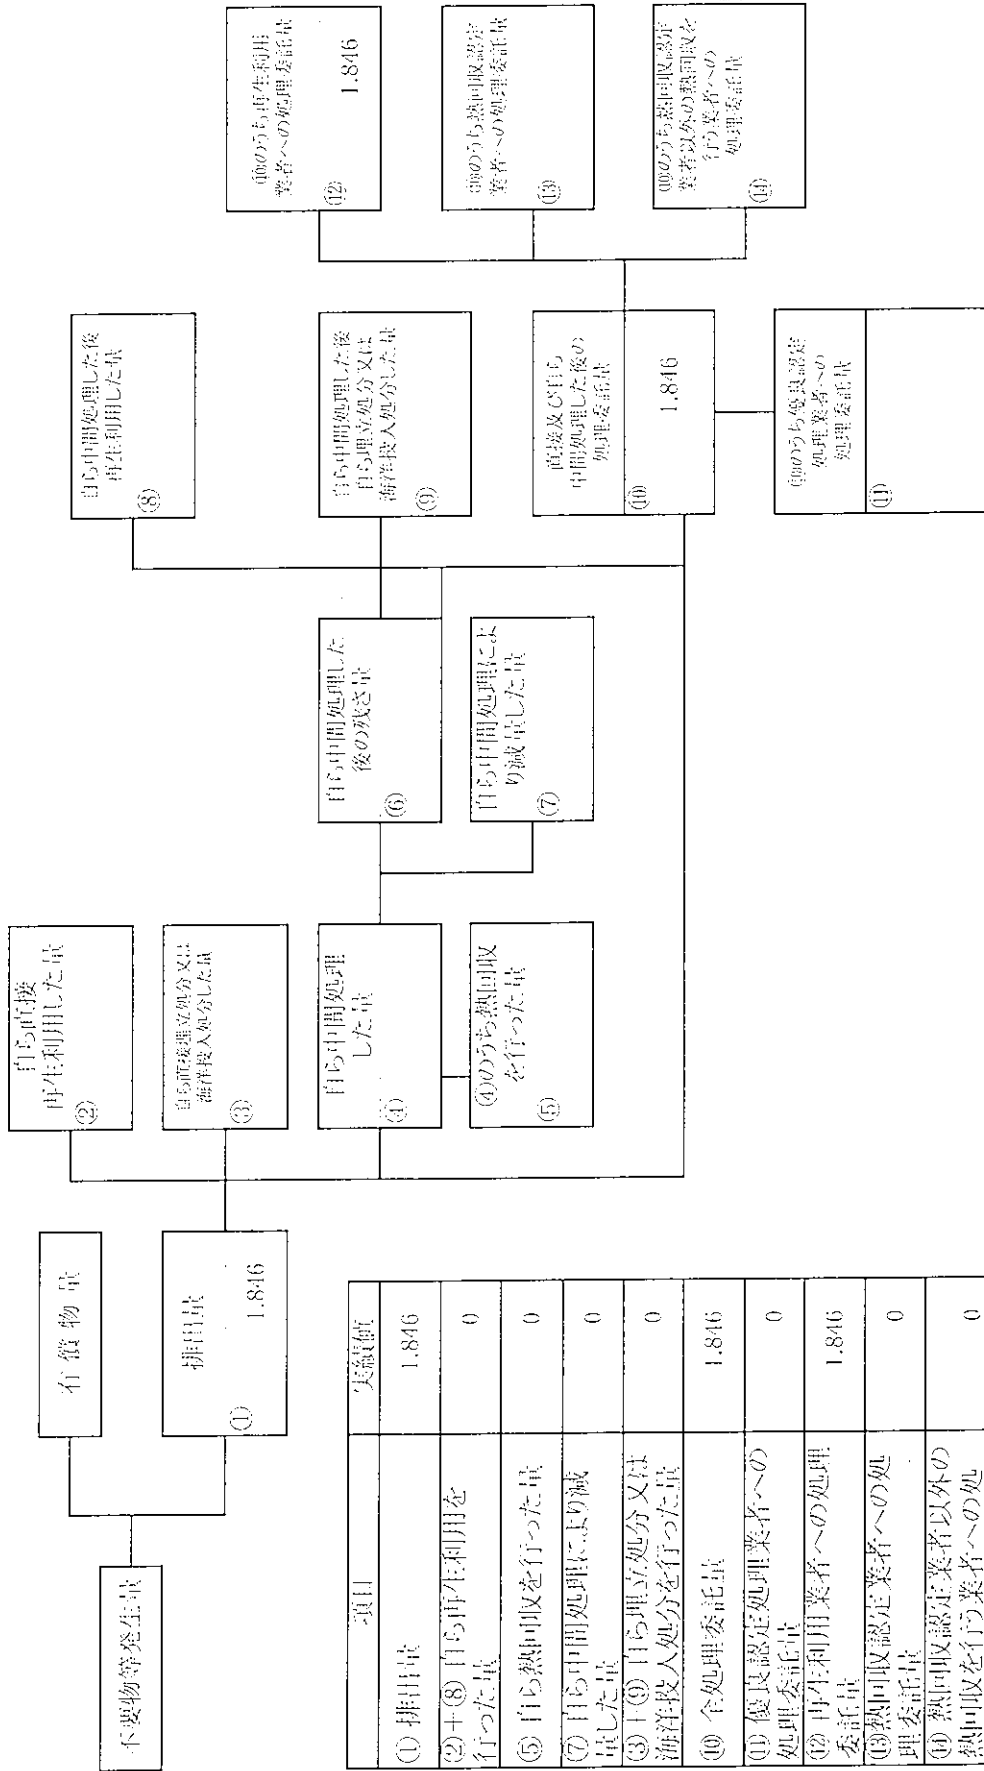 不要物等発生量
有償物量
排出量
①
1.846
自ら直接
再生利用した量
②
自ら直接埋立処分又は
海洋投入処分した量
③
自ら中間処理
した量
④
④のうち熱回収
を行った量
⑤
自ら中間処理した
後の残さ量
⑥
自ら中間処理によ
り減量した量
⑦
自ら中間処理した後
再生利用した量
⑧
自ら中間処理した後
自ら埋立処分又は
海洋投入処分した量
⑨
直接及び自ら
中間処理した後の
処理委託量
⑩
1.846
⑩のうち優良認定
処理業者への
処理委託量
⑪
⑩のうち再生利用
業者への処理委託量
⑫
1.846
⑩のうち熱回収認定
業者への処理委託量
⑬
⑩のうち熱回収認定
業者以外の熱回収を
行う業者への
処理委託量
⑭
項目 実績値
①排出量 1.846
②+⑧自ら再生利用を
行った量 0
⑤自ら熱回収を行った量 0
⑦自ら中間処理により減
量した量 0
③+⑨自ら埋立処分又は
海洋投入処分を行った量 0
⑩全処理委託量 1.846
⑪優良認定処理業者への
処理委託量 0
⑫再生利用業者への処理
委託量 1.846
⑬熱回収認定業者への処
理委託量 0
⑭熱回収認定業者以外の
熱回収を行う業者への処 0